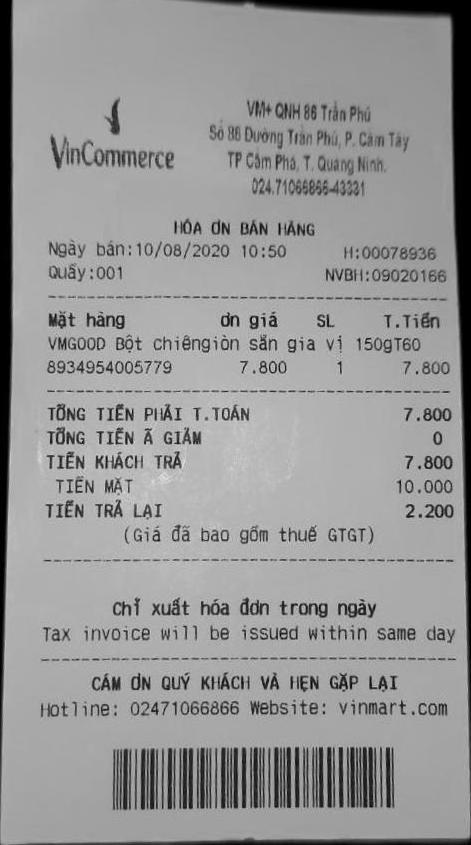 VinCommerce
VM+ QNH 86 Trần Phú
Số 86 Đường Trần Phú, P. Cẩm Tây
TP Cẩm Phả, T. Quảng Ninh.
024.71066866-43331
HÓA ƠN BÁN HÀNG
Ngày bán:10/08/2020 10:50 H:00078936
Quầy:001 NVBH:09020166
Mặt hàng ơn giá SL T.Tiền
VMGOOD Bột chiêngiòn sẵn gia vị 150gT60
8934954005779 7.800 1 7.800
TỔNG TIỀN PHẢI T.TOÁN 7.800
TỔNG TIỀN Ã GIẢM 0
TIỀN KHÁCH TRẢ 7.800
TIỀN MẶT 10.000
TIỀN TRẢ LẠI 2.200
(Giá đã bao gồm thuế GTGT)
Chỉ xuất hóa đơn trong ngày
Tax invoice will be issued within same day
CÁM ƠN QUÝ KHÁCH VÀ HẸN GẶP LẠI
Hotline: 02471066866 Website: vinmart.com